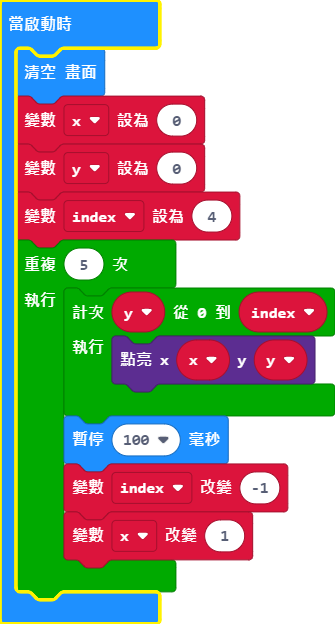 當啟動時
清空 畫面
變數 x 設為 0
變數 y 設為 0
變數 index 設為 4
重複 5 次
執行
計次 y 從 0 到 index
執行
點亮 x x y y
暫停 100 毫秒
變數 index 改變 -1
變數 x 改變 1